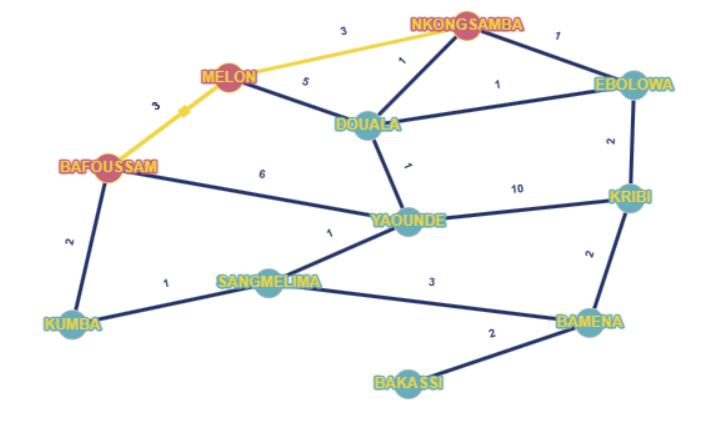 NKONGSAMBA
3
1
MELON
1
5
1
EBOLOWA
3
DOUALA
2
1
BAFOUSSAM
6
10
KRIBI
YAOUNDE
1
2
2
1
SANGMELIMA
3
KUMBA
BAMENA
2
BAKASSI